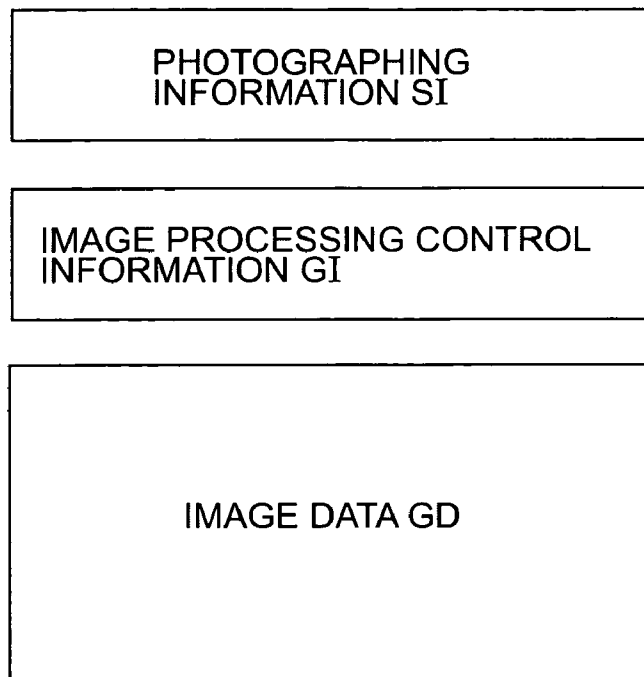 PHOTOGRAPHING
INFORMATION SI
IMAGE PROCESSING CONTROL
INFORMATION GI
IMAGE DATA GD